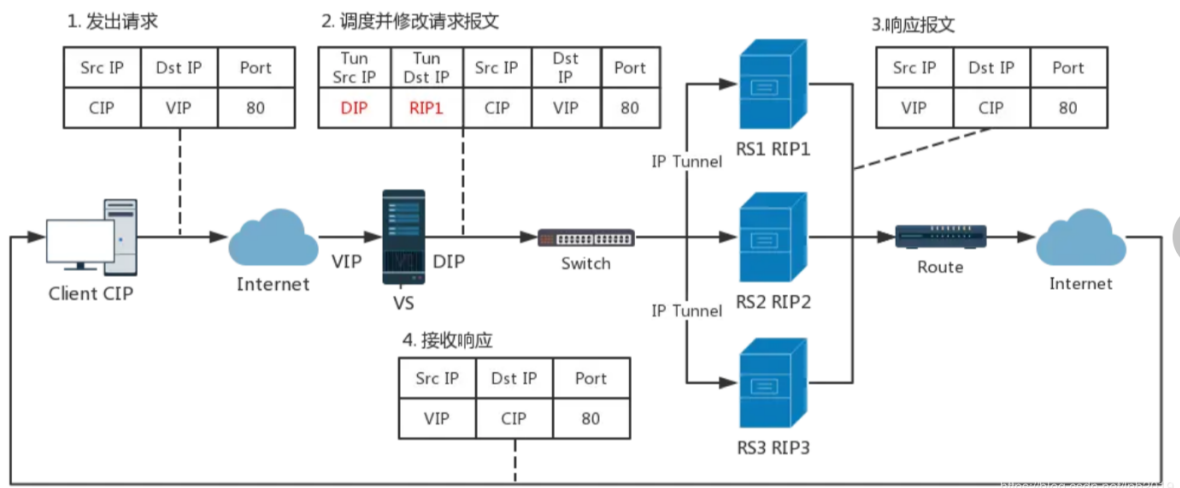 1. 发出请求
2. 调度并修改请求报文
3.响应报文
Src IP Dst IP Port
CIP VIP 80
Tun Src IP Tun Dst IP Src IP Dst IP Port
DIP RIP1 CIP VIP 80
Src IP Dst IP Port
VIP CIP 80
RS1 RIP1
IP Tunnel
Client CIP
Internet
VIP
VS
DIP
Switch
RS2 RIP2
Route
Internet
IP Tunnel
4. 接收响应
Src IP Dst IP Port
VIP CIP 80
RS3 RIP3